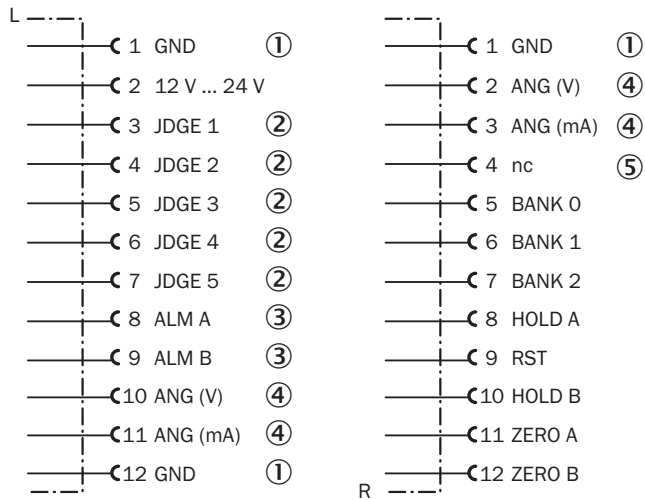 L
1 GND ①
2 12 V ... 24 V
3 JDGE 1 ②
4 JDGE 2 ②
5 JDGE 3 ②
6 JDGE 4 ②
7 JDGE 5 ②
8 ALM A ③
9 ALM B ③
10 ANG (V) ④
11 ANG (mA) ④
12 GND ①
1 GND ①
2 ANG (V) ④
3 ANG (mA) ④
4 nc ⑤
5 BANK 0
6 BANK 1
7 BANK 2
8 HOLD A
9 RST
10 HOLD B
11 ZERO A
12 ZERO B
R